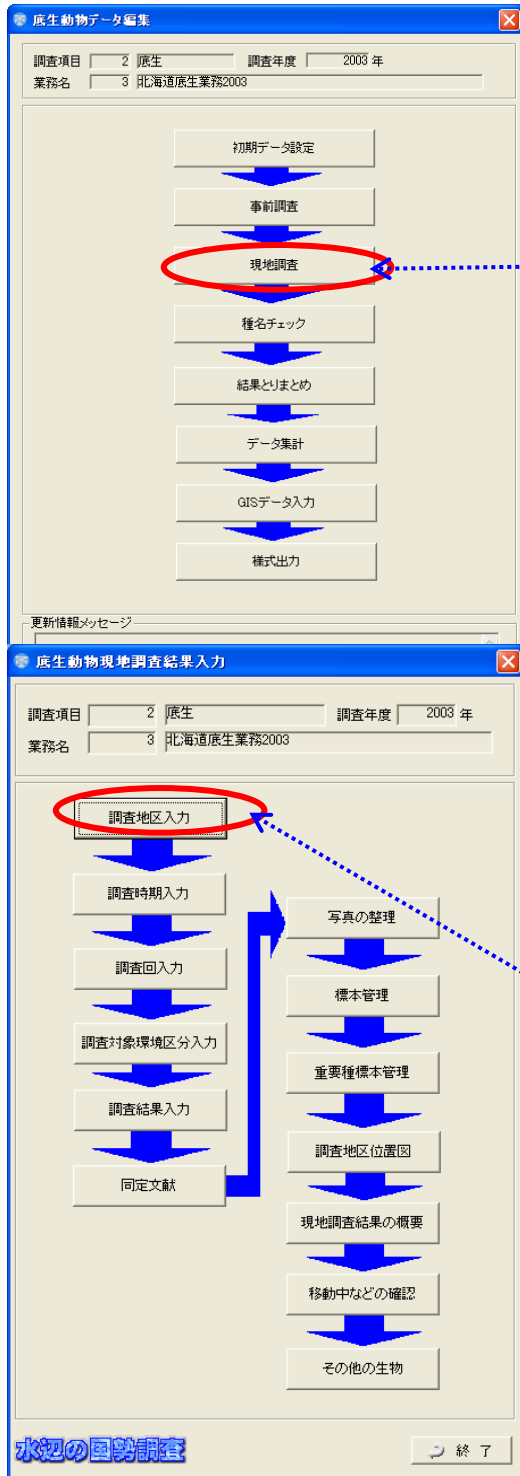 底生動物データ編集
調査項目 2 底生 調査年度 2003 年
業務名 3 北海道底生業務2003
初期データ設定
事前調査
現地調査
種名チェック
結果とりまとめ
データ集計
GISデータ入力
様式出力
更新情報メッセージ
底生動物現地調査結果入力
調査項目 2 底生 調査年度 2003 年
業務名 3 北海道底生業務2003
調査地区入力
調査時期入力
調査回入力
調査対象環境区分入力
調査結果入力
同定文献
写真の整理
標本管理
重要種標本管理
調査地区位置図
現地調査結果の概要
移動中などの確認
その他の生物
水辺の国勢調査
終 了